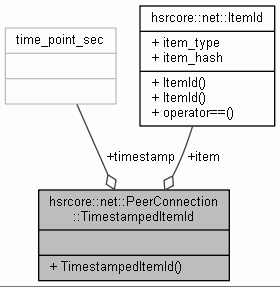 hsrcore::net::ItemId
time_point_sec
+ item_type
+ item_hash
+ ItemId()
+ ItemId()
+ operator==()
+timestamp
+item
hsrcore::net::PeerConnection
::TimestampedItemId
+ TimestampedItemId()